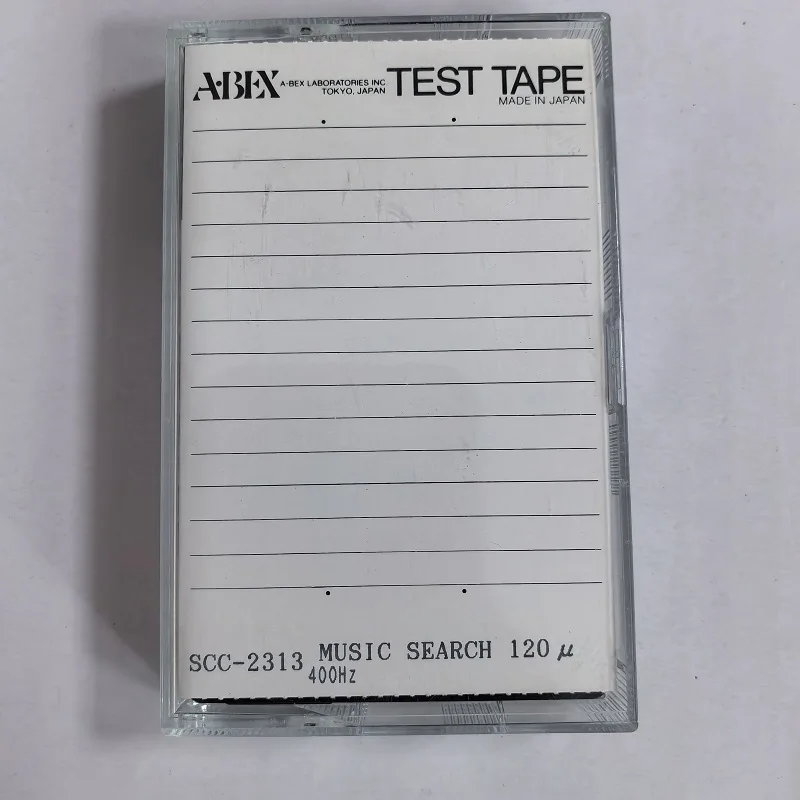 A·BEX A-BEX LABORATORIES INC. TEST TAPE
TOKYO, JAPAN
MADE IN JAPAN
SCC-2313 MUSIC SEARCH 120μ
400Hz